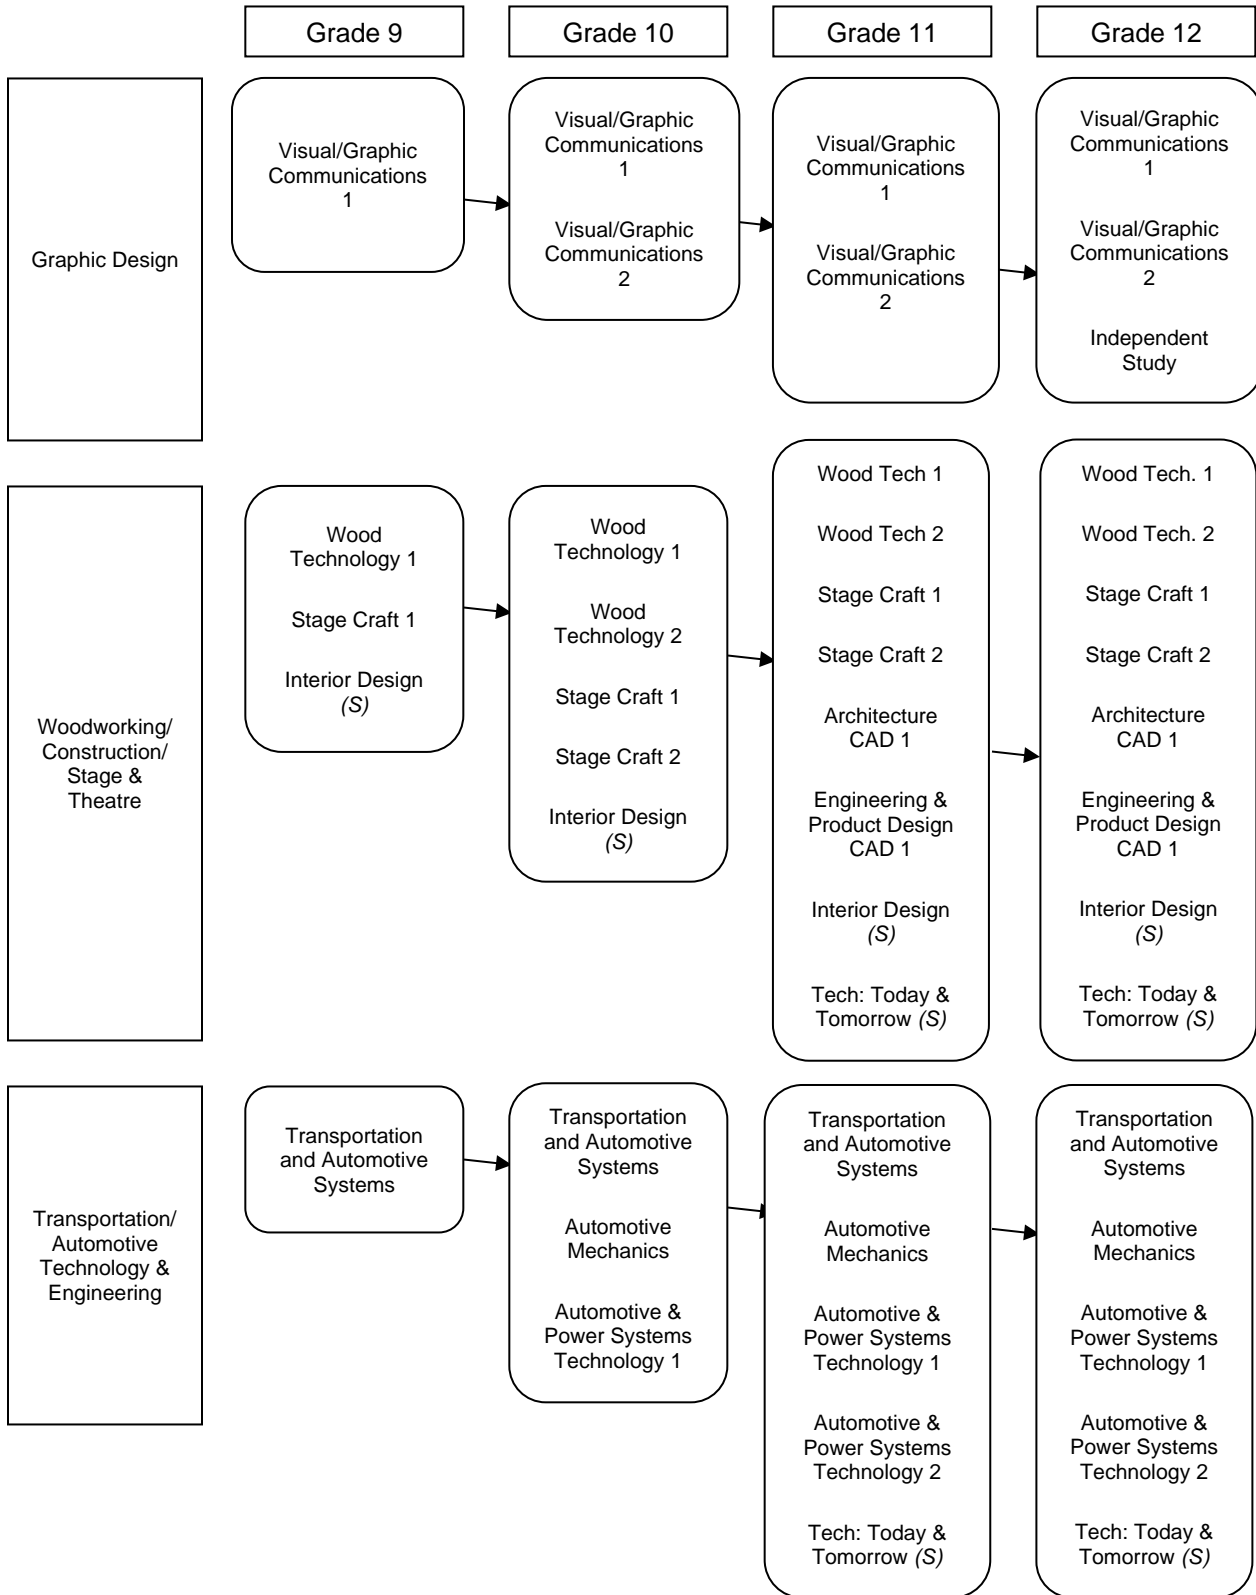 Grade 9
Grade 10
Grade 11
Grade 12
Graphic Design
Visual/Graphic
Communications
1
Visual/Graphic
Communications
1
Visual/Graphic
Communications
2
Visual/Graphic
Communications
1
Visual/Graphic
Communications
2
Visual/Graphic
Communications
1
Visual/Graphic
Communications
2
Independent
Study
Woodworking/
Construction/
Stage &
Theatre
Wood
Technology 1
Stage Craft 1
Interior Design
(S)
Wood
Technology 1
Wood
Technology 2
Stage Craft 1
Stage Craft 2
Interior Design
(S)
Wood Tech 1
Wood Tech 2
Stage Craft 1
Stage Craft 2
Architecture
CAD 1
Engineering &
Product Design
CAD 1
Interior Design
(S)
Tech: Today &
Tomorrow (S)
Wood Tech. 1
Wood Tech. 2
Stage Craft 1
Stage Craft 2
Architecture
CAD 1
Engineering &
Product Design
CAD 1
Interior Design
(S)
Tech: Today &
Tomorrow (S)
Transportation/
Automotive
Technology &
Engineering
Transportation
and Automotive
Systems
Transportation
and Automotive
Systems
Automotive
Mechanics
Automotive &
Power Systems
Technology 1
Transportation
and Automotive
Systems
Automotive
Mechanics
Automotive &
Power Systems
Technology 1
Automotive &
Power Systems
Technology 2
Tech: Today &
Tomorrow (S)
Transportation
and Automotive
Systems
Automotive
Mechanics
Automotive &
Power Systems
Technology 1
Automotive &
Power Systems
Technology 2
Tech: Today &
Tomorrow (S)